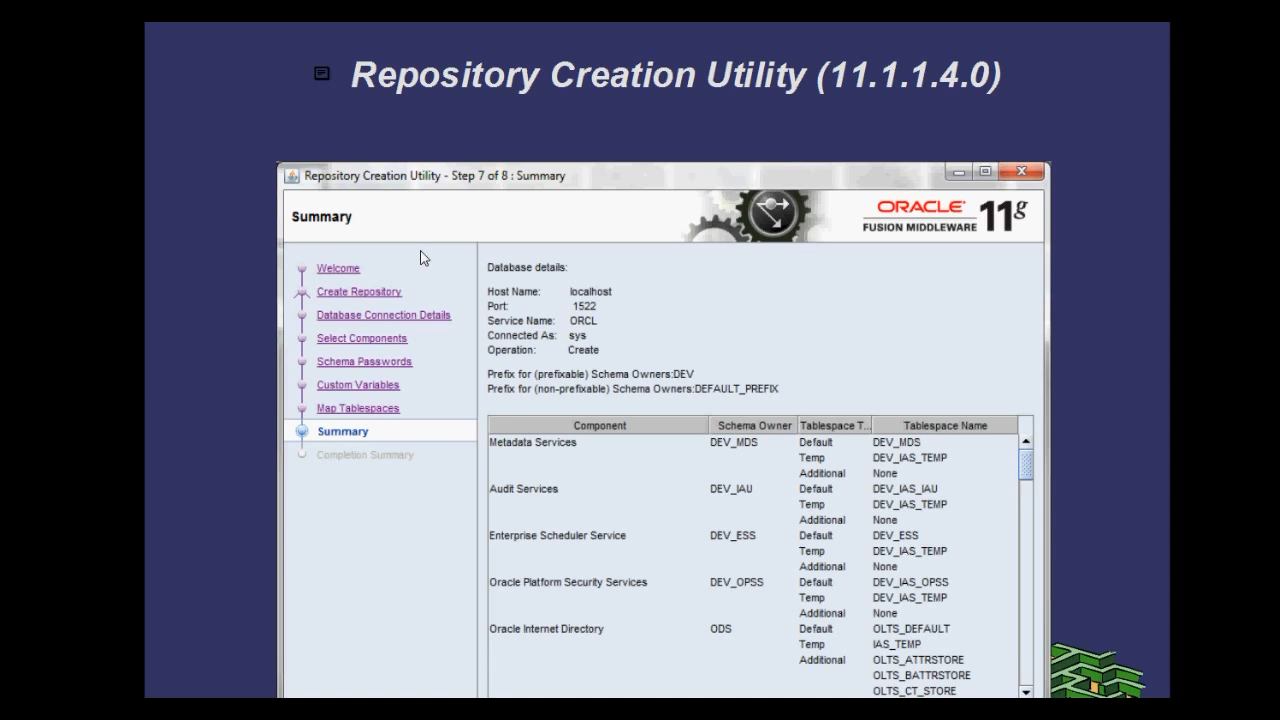 Repository Creation Utility (11.1.1.4.0)
Repository Creation Utility - Step 7 of 8 : Summary
Summary
ORACLE
FUSION MIDDLEWARE 11g
Welcome
Create Repository
Database Connection Details
Select Components
Schema Passwords
Custom Variables
Map Tablespaces
Summary
Completion Summary
Database details:
Host Name: localhost
Port: 1522
Service Name: ORCL
Connected As: sys
Operation: Create
Prefix for (prefixable) Schema Owners:DEV
Prefix for (non-prefixable) Schema Owners:DEFAULT_PREFIX
Component Schema Owner Tablespace T... Tablespace Name
Metadata Services DEV_MDS Default DEV_MDS
Temp DEV_IAS_TEMP
Additional None
Audit Services DEV_IAU Default DEV_IAS_IAU
Temp DEV_IAS_TEMP
Additional None
Enterprise Scheduler Service DEV_ESS Default DEV_ESS
Temp DEV_IAS_TEMP
Additional None
Oracle Platform Security Services DEV_OPSS Default DEV_IAS_OPSS
Temp DEV_IAS_TEMP
Additional None
Oracle Internet Directory ODS Default OLTS_DEFAULT
Temp IAS_TEMP
Additional OLTS_ATTRSTORE
OLTS_BATTRSTORE
OLTS_CT_STORE